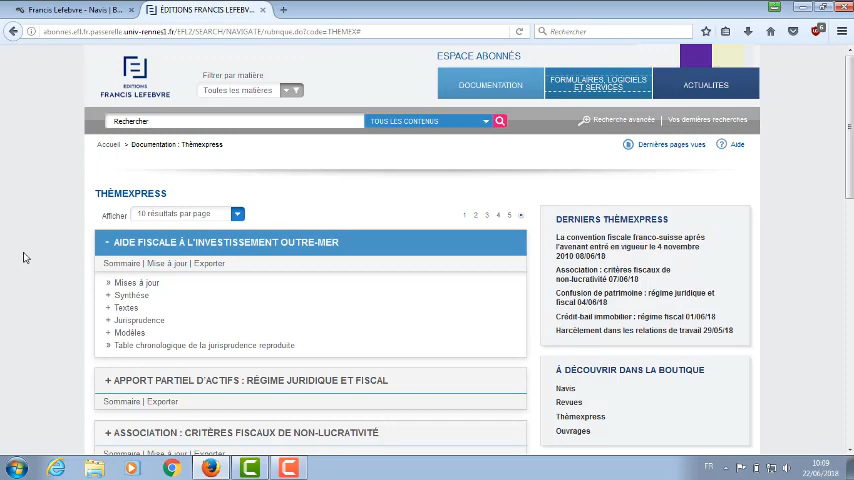 Francis Lefebvre - Navis | B...
ÉDITIONS FRANCIS LEFEBV...
abonnes.efl.fr.passerelle.univ-rennes1.fr/EFL2/SEARCH/NAVIGATE/rubrique.do?code=THEMEX#
Rechercher
6
EDITIONS
FRANCIS LEFEBVRE
Filtrer par matière
Toutes les matières
ESPACE ABONNÉS
DOCUMENTATION
FORMULAIRES, LOGICIELS
ET SERVICES
ACTUALITES
Rechercher
TOUS LES CONTENUS
Recherche avancée
Vos dernières recherches
Accueil › Documentation : Thèmexpress
Dernières pages vues
? Aide
THÈMEXPRESS
Afficher
10 résultats par page
1 2 3 4 5
- AIDE FISCALE À L'INVESTISSEMENT OUTRE-MER
Sommaire | Mise à jour | Exporter
» Mises à jour
+ Synthèse
+ Textes
+ Jurisprudence
+ Modèles
» Table chronologique de la jurisprudence reproduite
+ APPORT PARTIEL D'ACTIFS : RÉGIME JURIDIQUE ET FISCAL
Sommaire | Exporter
+ ASSOCIATION : CRITÈRES FISCAUX DE NON-LUCRATIVITÉ
Sommaire | Mise à jour | Exporter
DERNIERS THÈMEXPRESS
La convention fiscale franco-suisse après
l'avenant entré en vigueur le 4 novembre
2010 08/06/18
Association : critères fiscaux de
non-lucrativité 07/06/18
Confusion de patrimoine : régime juridique et
fiscal 04/06/18
Crédit-bail immobilier : régime fiscal 01/06/18
Harcèlement dans les relations de travail 29/05/18
À DÉCOUVRIR DANS LA BOUTIQUE
Navis
Revues
Thèmexpress
Ouvrages
FR
10:09
22/06/2018